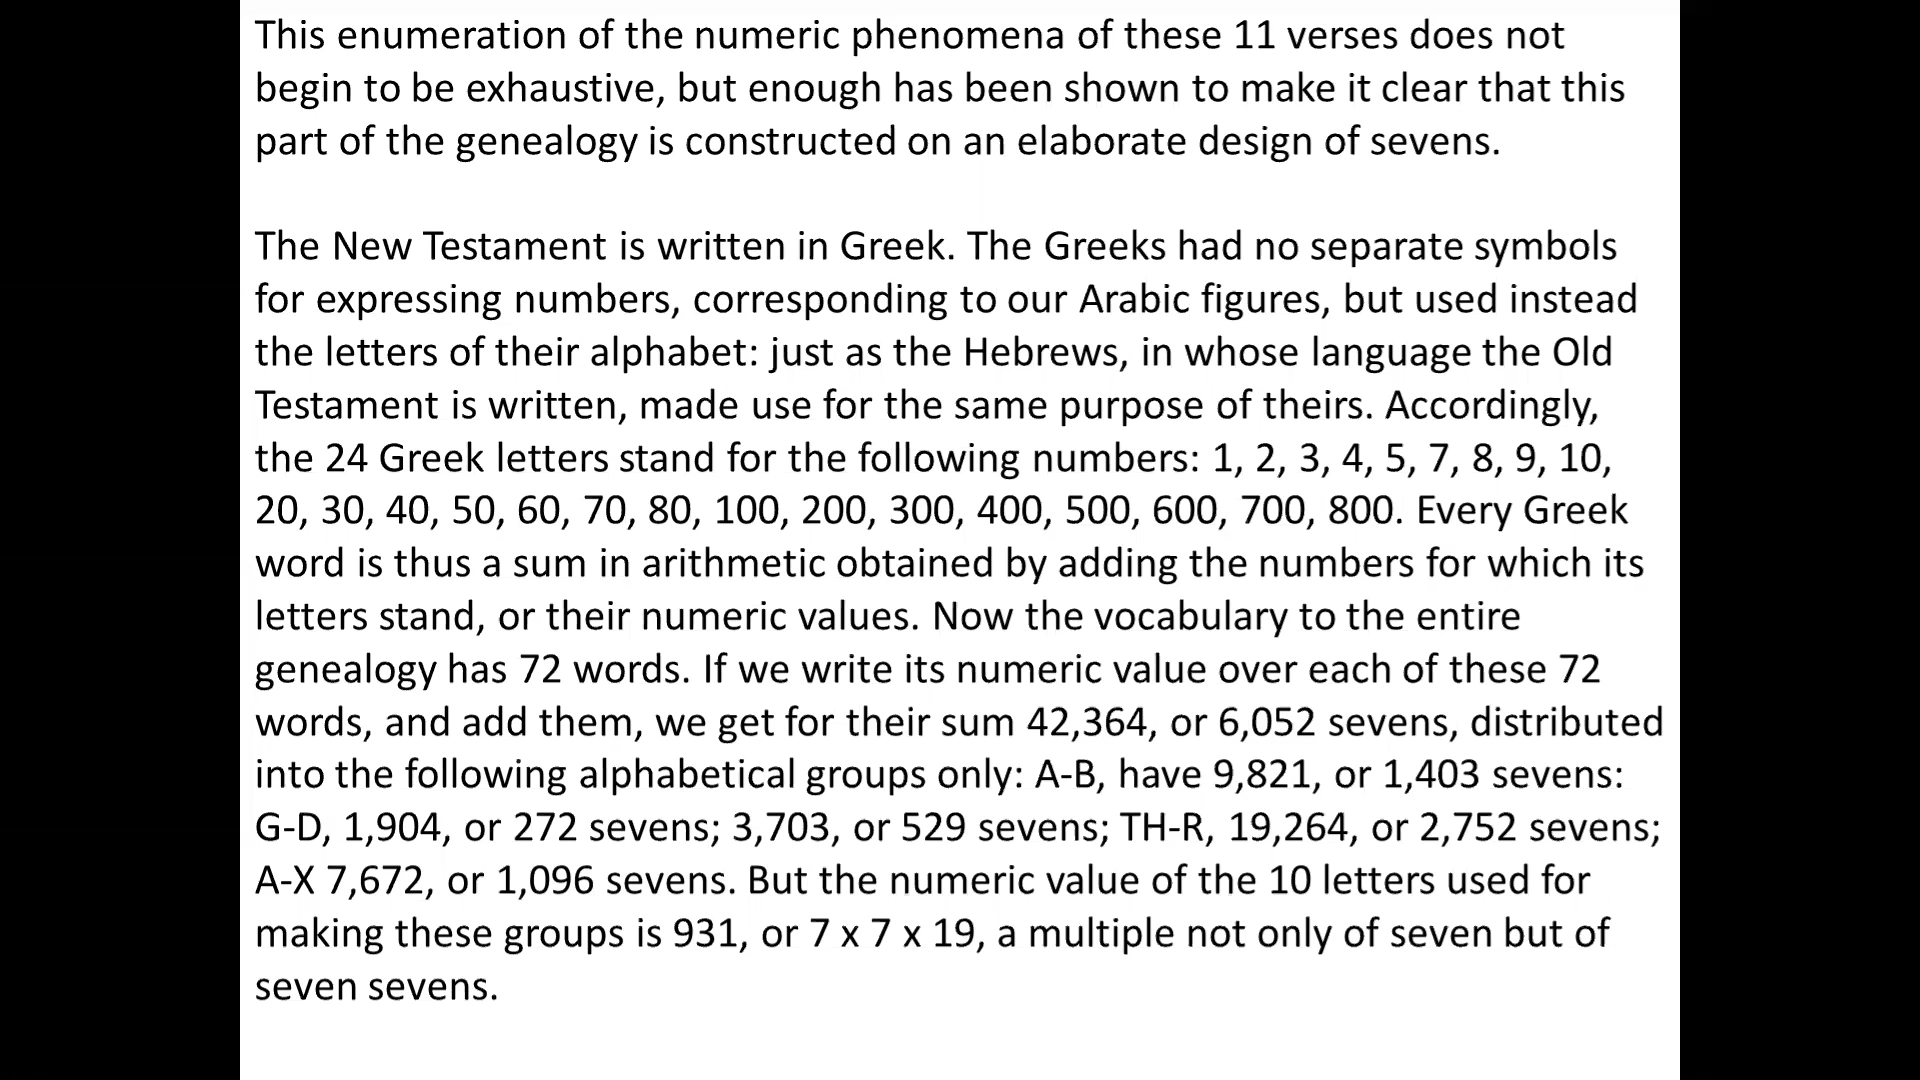 This enumeration of the numeric phenomena of these 11 verses does not
begin to be exhaustive, but enough has been shown to make it clear that this
part of the genealogy is constructed on an elaborate design of sevens.
The New Testament is written in Greek. The Greeks had no separate symbols
for expressing numbers, corresponding to our Arabic figures, but used instead
the letters of their alphabet: just as the Hebrews, in whose language the Old
Testament is written, made use for the same purpose of theirs. Accordingly,
the 24 Greek letters stand for the following numbers: 1, 2, 3, 4, 5, 7, 8, 9, 10,
20, 30, 40, 50, 60, 70, 80, 100, 200, 300, 400, 500, 600, 700, 800. Every Greek
word is thus a sum in arithmetic obtained by adding the numbers for which its
letters stand, or their numeric values. Now the vocabulary to the entire
genealogy has 72 words. If we write its numeric value over each of these 72
words, and add them, we get for their sum 42,364, or 6,052 sevens, distributed
into the following alphabetical groups only: A-B, have 9,821, or 1,403 sevens:
G-D, 1,904, or 272 sevens; 3,703, or 529 sevens; TH-R, 19,264, or 2,752 sevens;
A-X 7,672, or 1,096 sevens. But the numeric value of the 10 letters used for
making these groups is 931, or 7 x 7 x 19, a multiple not only of seven but of
seven sevens.